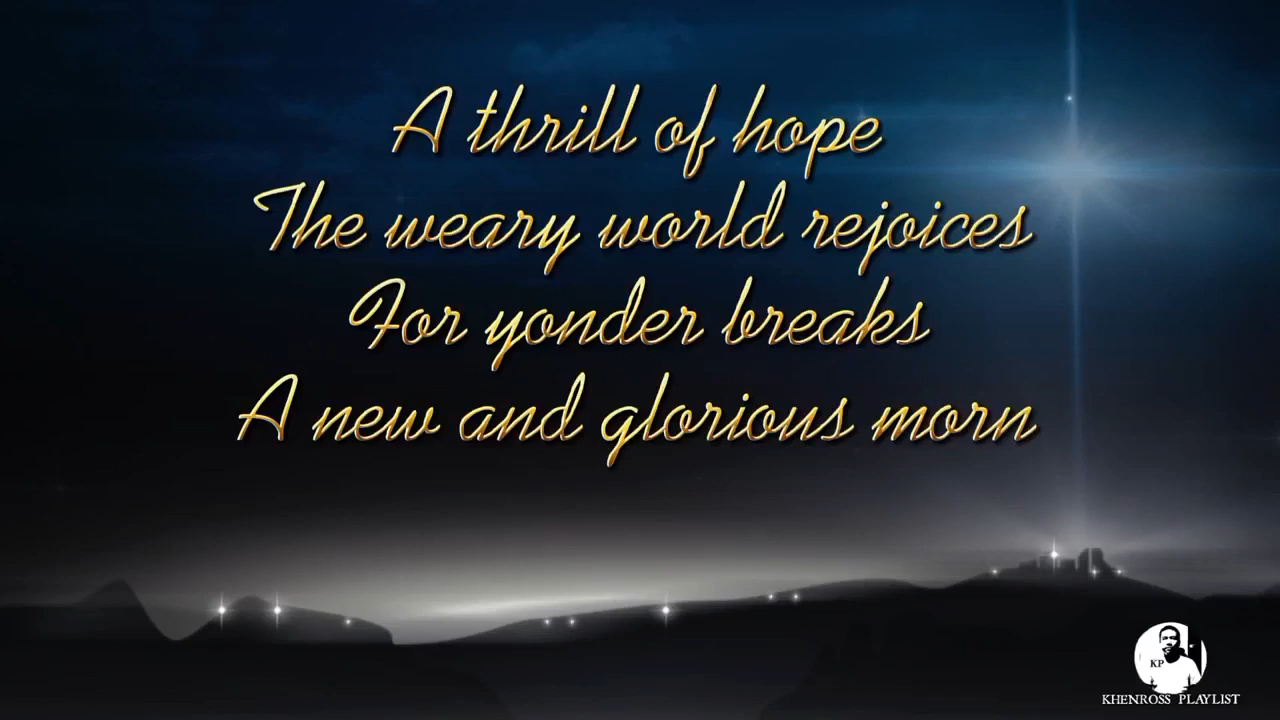 A thrill of hope
The weary world rejoices
For yonder breaks
A new and glorious morn
KP
KHENROSS PLAYLIST